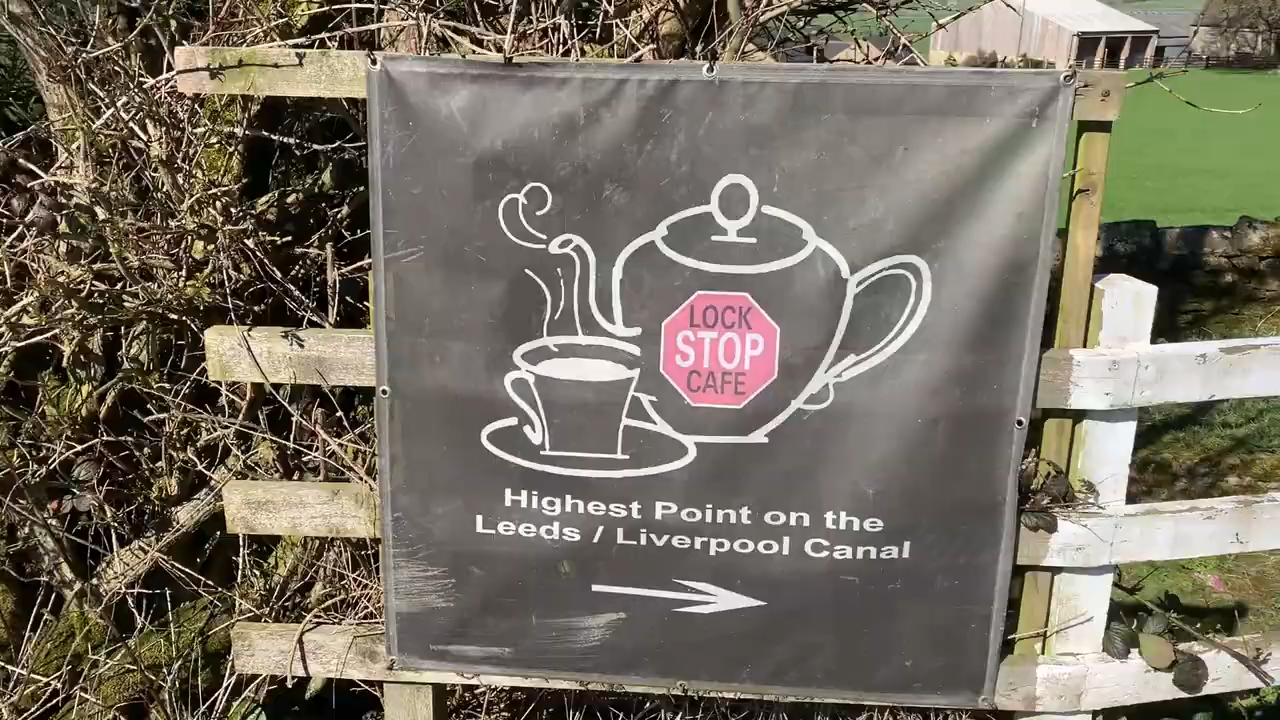 LOCK
STOP
CAFE
Highest Point on the
Leeds / Liverpool Canal